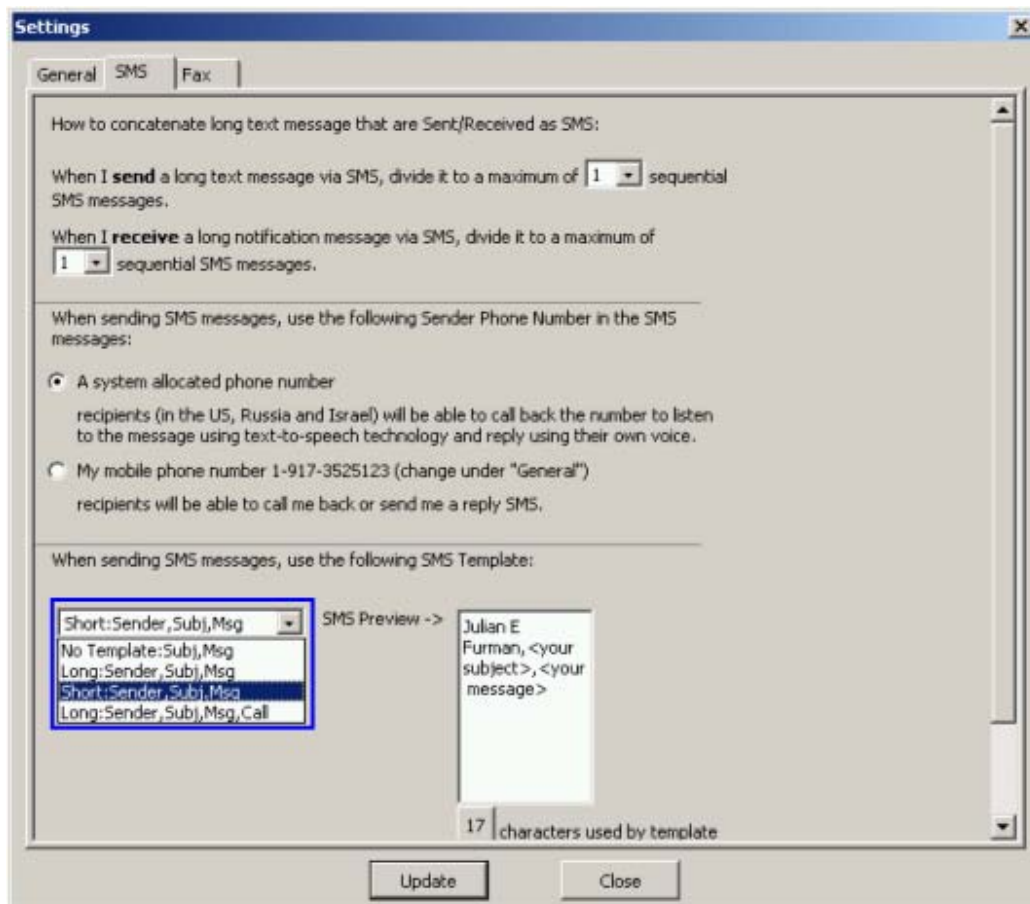 Settings
General SMS Fax
How to concatenate long text message that are Sent/Received as SMS:
When I send a long text message via SMS, divide it to a maximum of 1 sequential
SMS messages.
When I receive a long notification message via SMS, divide it to a maximum of
1 sequential SMS messages.
When sending SMS messages, use the following Sender Phone Number in the SMS
messages:
A system allocated phone number
recipients (in the US, Russia and Israel) will be able to call back the number to listen
to the message using text-to-speech technology and reply using their own voice.
My mobile phone number 1-917-3525123 (change under "General")
recipients will be able to call me back or send me a reply SMS.
When sending SMS messages, use the following SMS Template:
Short:Sender,Subj,Msg
No Template:Subj,Msg
Long:Sender,Subj,Msg
Short:Sender,Subj,Msg
Long:Sender,Subj,Msg,Call
SMS Preview ->
Julian E
Furman, <your
subject>, <your
message>
17 characters used by template
Update Close